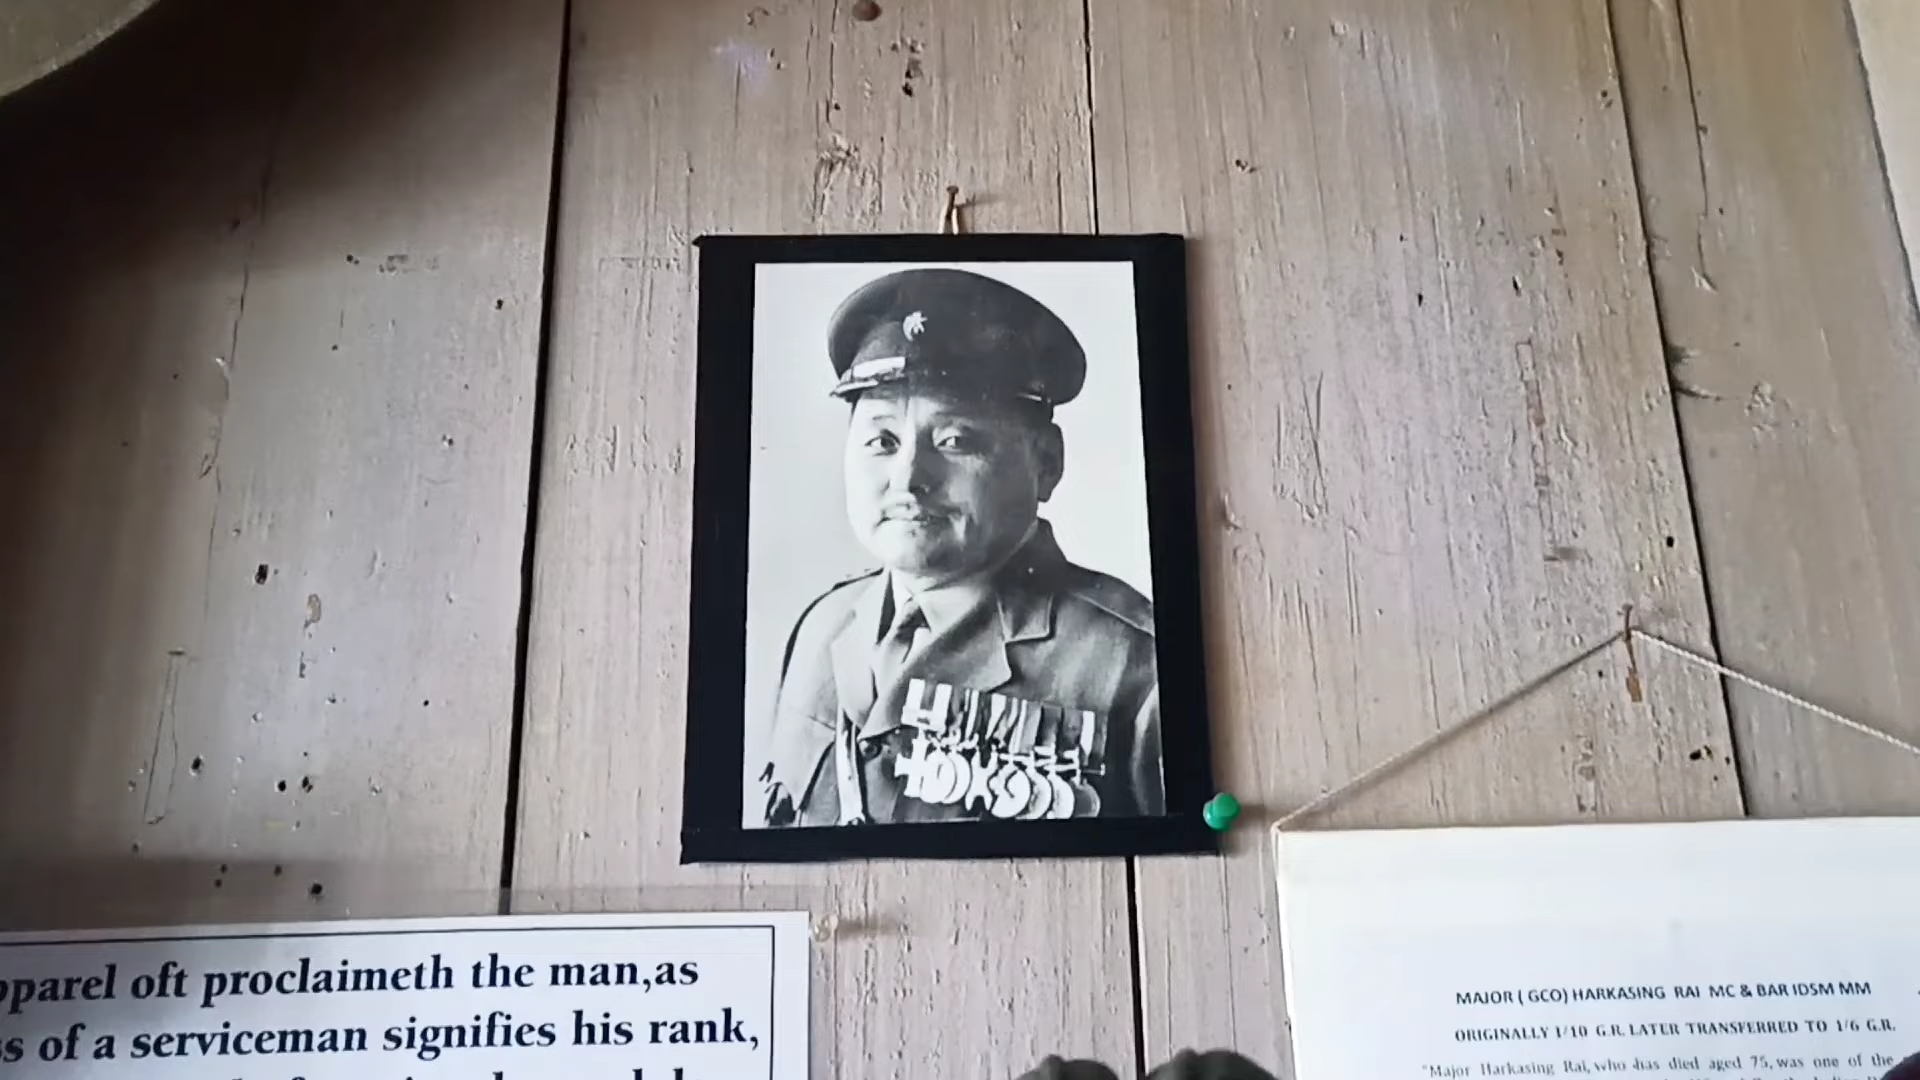 oft proclaimeth the man,as
of a serviceman signifies his rank,
MAJOR ( GCO) HARKASING RAI MC & BAR IDSM MM
ORIGINALLY 1/10 G.R. LATER TRANSFERRED TO 1/6 G.R.
"Major Harkasing Rai, who has died aged 75, was one of the